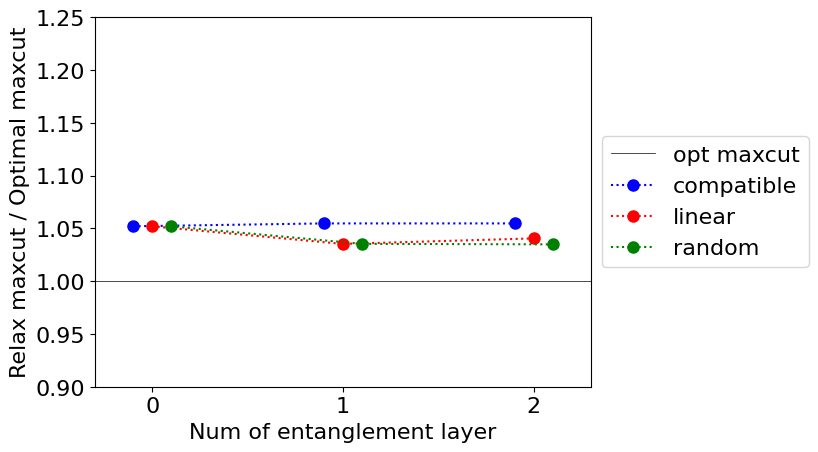 Relax maxcut / Optimal maxcut
1.25
1.20
1.15
1.10
1.05
1.00
0.95
0.90
0
1
2
Num of entanglement layer
opt maxcut
compatible
linear
random